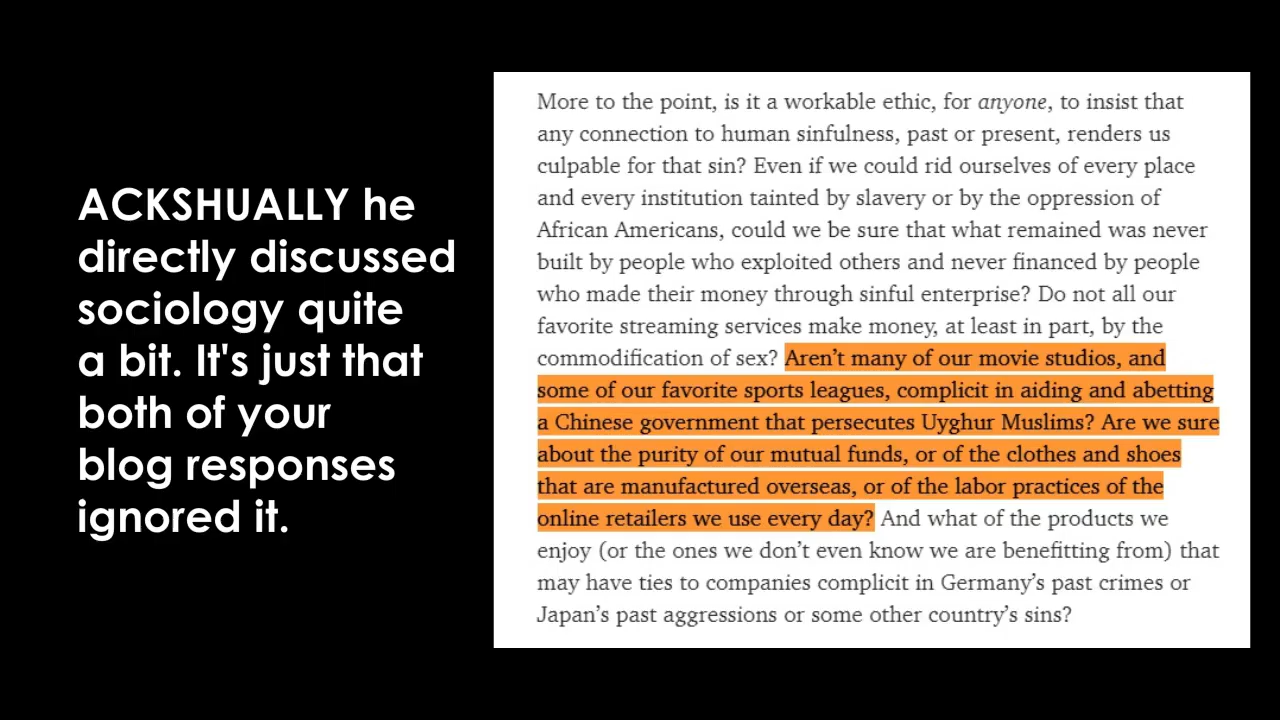 ACKSHUALLY he
directly discussed
sociology quite
a bit. It's just that
both of your
blog responses
ignored it.
More to the point, is it a workable ethic, for anyone, to insist that
any connection to human sinfulness, past or present, renders us
culpable for that sin? Even if we could rid ourselves of every place
and every institution tainted by slavery or by the oppression of
African Americans, could we be sure that what remained was never
built by people who exploited others and never financed by people
who made their money through sinful enterprise? Do not all our
favorite streaming services make money, at least in part, by the
commodification of sex? Aren’t many of our movie studios, and
some of our favorite sports leagues, complicit in aiding and abetting
a Chinese government that persecutes Uyghur Muslims? Are we sure
about the purity of our mutual funds, or of the clothes and shoes
that are manufactured overseas, or of the labor practices of the
online retailers we use every day? And what of the products we
enjoy (or the ones we don’t even know we are benefitting from) that
may have ties to companies complicit in Germany’s past crimes or
Japan’s past aggressions or some other country’s sins?